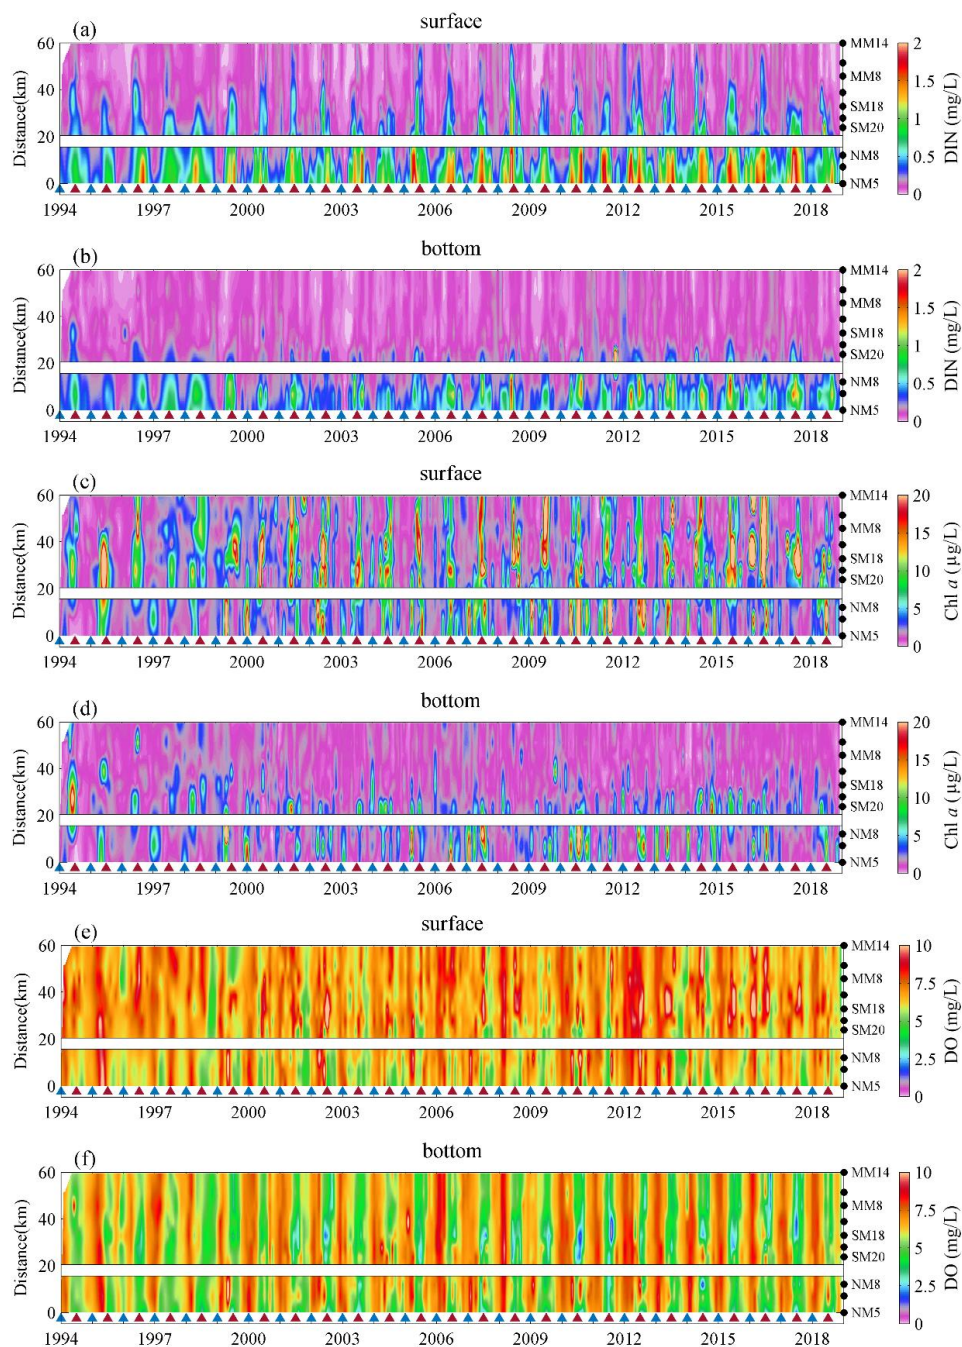 surface
(a)
Distance(km)
60
40
20
0
MM14
MM8
SM18
SM20
NM8
NM5
2
1.5
1
0.5
0
DIN (mg/L)
1994 1997 2000 2003 2006 2009 2012 2015 2018
bottom
(b)
Distance(km)
60
40
20
0
MM14
MM8
SM18
SM20
NM8
NM5
2
1.5
1
0.5
0
DIN (mg/L)
1994 1997 2000 2003 2006 2009 2012 2015 2018
surface
(c)
Distance(km)
60
40
20
0
MM14
MM8
SM18
SM20
NM8
NM5
20
15
10
5
0
Chl a (μg/L)
1994 1997 2000 2003 2006 2009 2012 2015 2018
bottom
(d)
Distance(km)
60
40
20
0
MM14
MM8
SM18
SM20
NM8
NM5
20
15
10
5
0
Chl a (μg/L)
1994 1997 2000 2003 2006 2009 2012 2015 2018
surface
(e)
Distance(km)
60
40
20
0
MM14
MM8
SM18
SM20
NM8
NM5
10
7.5
5
2.5
0
DO (mg/L)
1994 1997 2000 2003 2006 2009 2012 2015 2018
bottom
(f)
Distance(km)
60
40
20
0
MM14
MM8
SM18
SM20
NM8
NM5
10
7.5
5
2.5
0
DO (mg/L)
1994 1997 2000 2003 2006 2009 2012 2015 2018